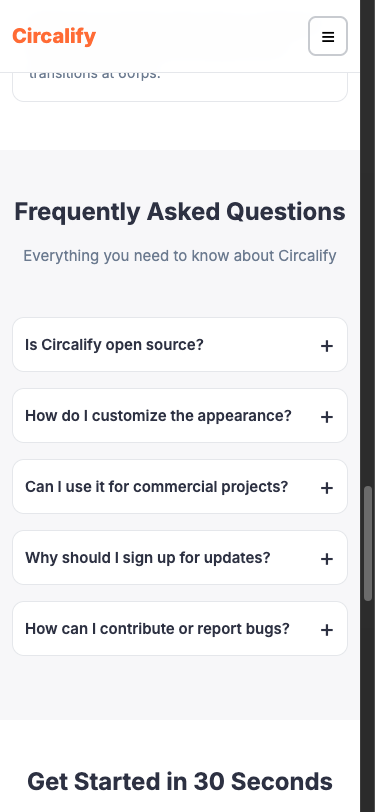 Circalify
transitions at 60fps.
Frequently Asked Questions
Everything you need to know about Circalify
Is Circalify open source?
How do I customize the appearance?
Can I use it for commercial projects?
Why should I sign up for updates?
How can I contribute or report bugs?
Get Started in 30 Seconds